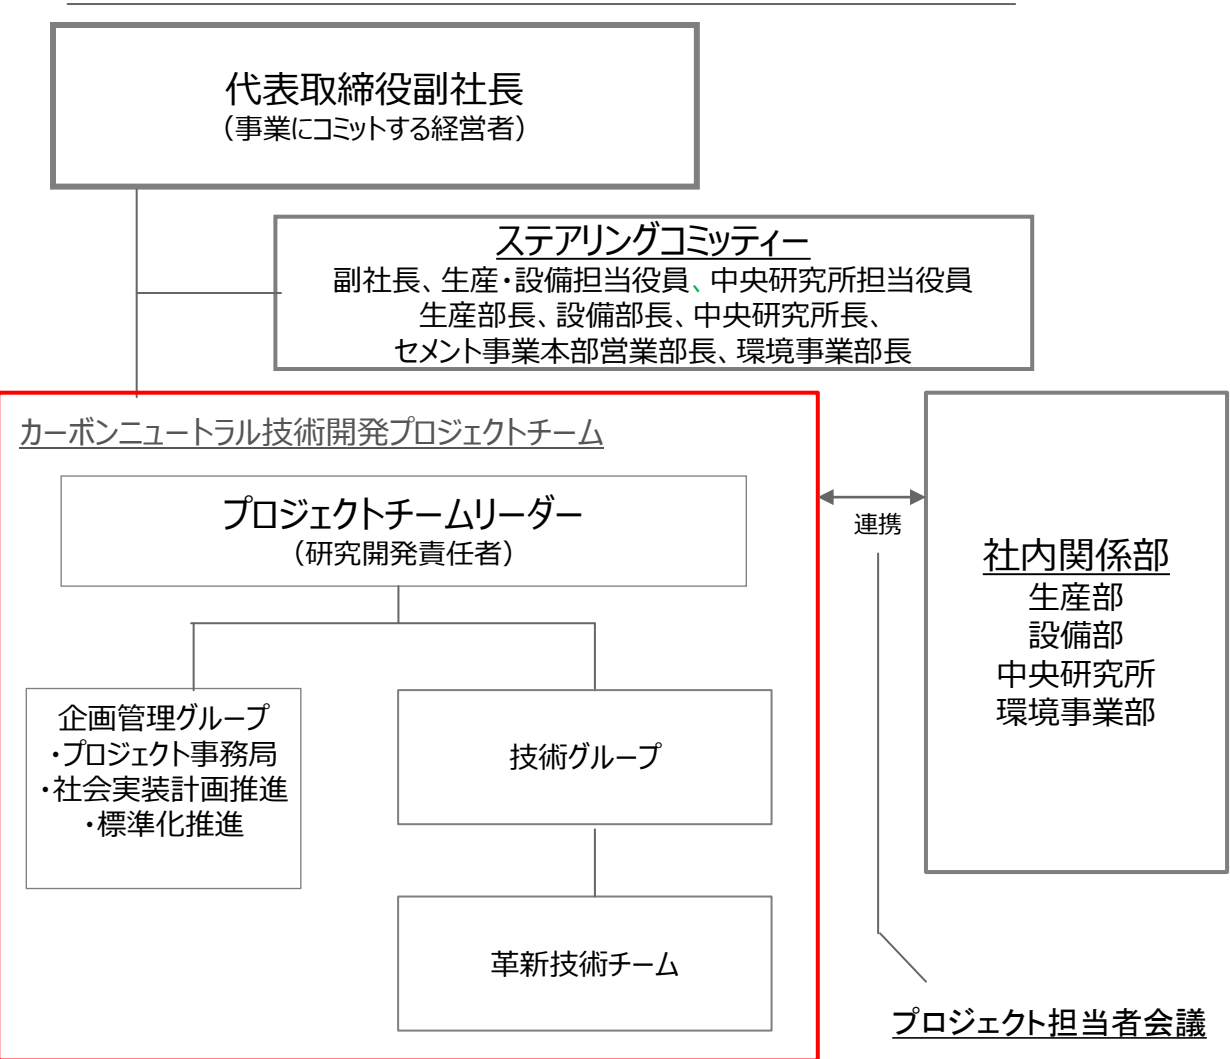 代表取締役副社長
（事業にコミットする経営者）
ステアリングコミッティー
副社長、生産・設備担当役員、中央研究所担当役員
生産部長、設備部長、中央研究所長、
セメント事業本部営業部長、環境事業部長
カーボンニュートラル技術開発プロジェクトチーム
プロジェクトチームリーダー
（研究開発責任者）
企画管理グループ
・プロジェクト事務局
・社会実装計画推進
・標準化推進
技術グループ
革新技術チーム
連携
社内関係部
生産部
設備部
中央研究所
環境事業部
プロジェクト担当者会議